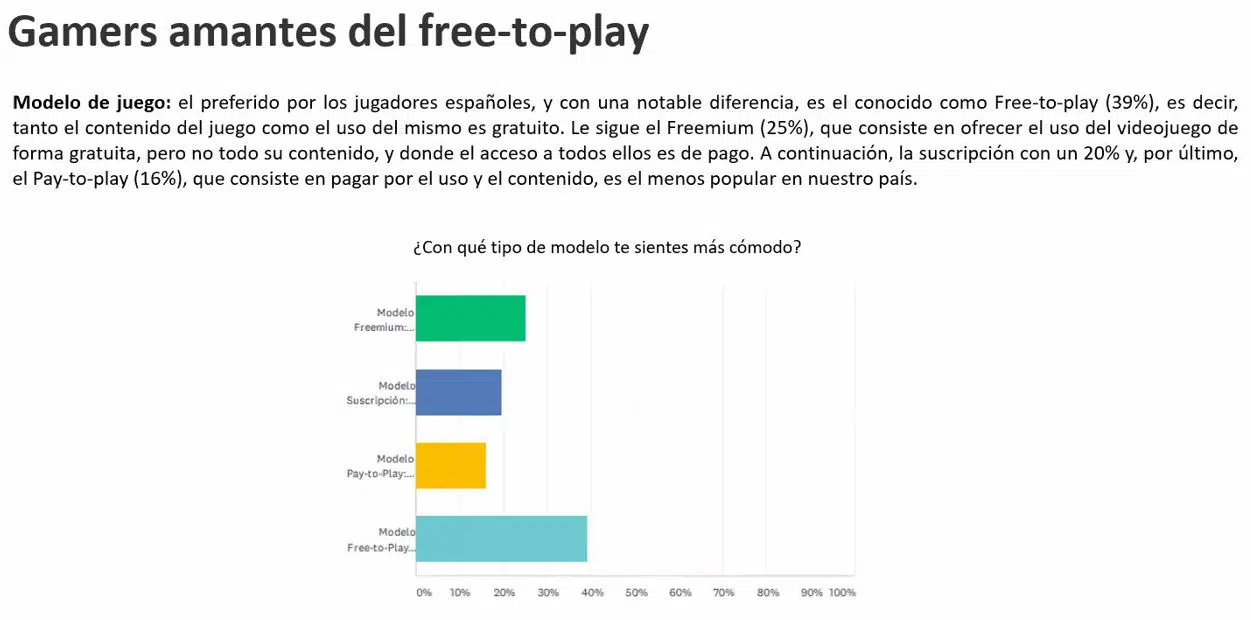 Gamers amantes del free-to-play
Modelo de juego: el preferido por los jugadores españoles, y con una notable diferencia, es el conocido como Free-to-play (39%), es decir,
tanto el contenido del juego como el uso del mismo es gratuito. Le sigue el Freemium (25%), que consiste en ofrecer el uso del videojuego de
forma gratuita, pero no todo su contenido, y donde el acceso a todos ellos es de pago. A continuación, la suscripción con un 20% y, por último,
el Pay-to-play (16%), que consiste en pagar por el uso y el contenido, es el menos popular en nuestro país.
¿Con qué tipo de modelo te sientes más cómodo?
Modelo
Freemium:...
Modelo
Suscripción:...
Modelo
Pay-to-Play:...
Modelo
Free-to-Play...
0% 10% 20% 30% 40% 50% 60% 70% 80% 90% 100%